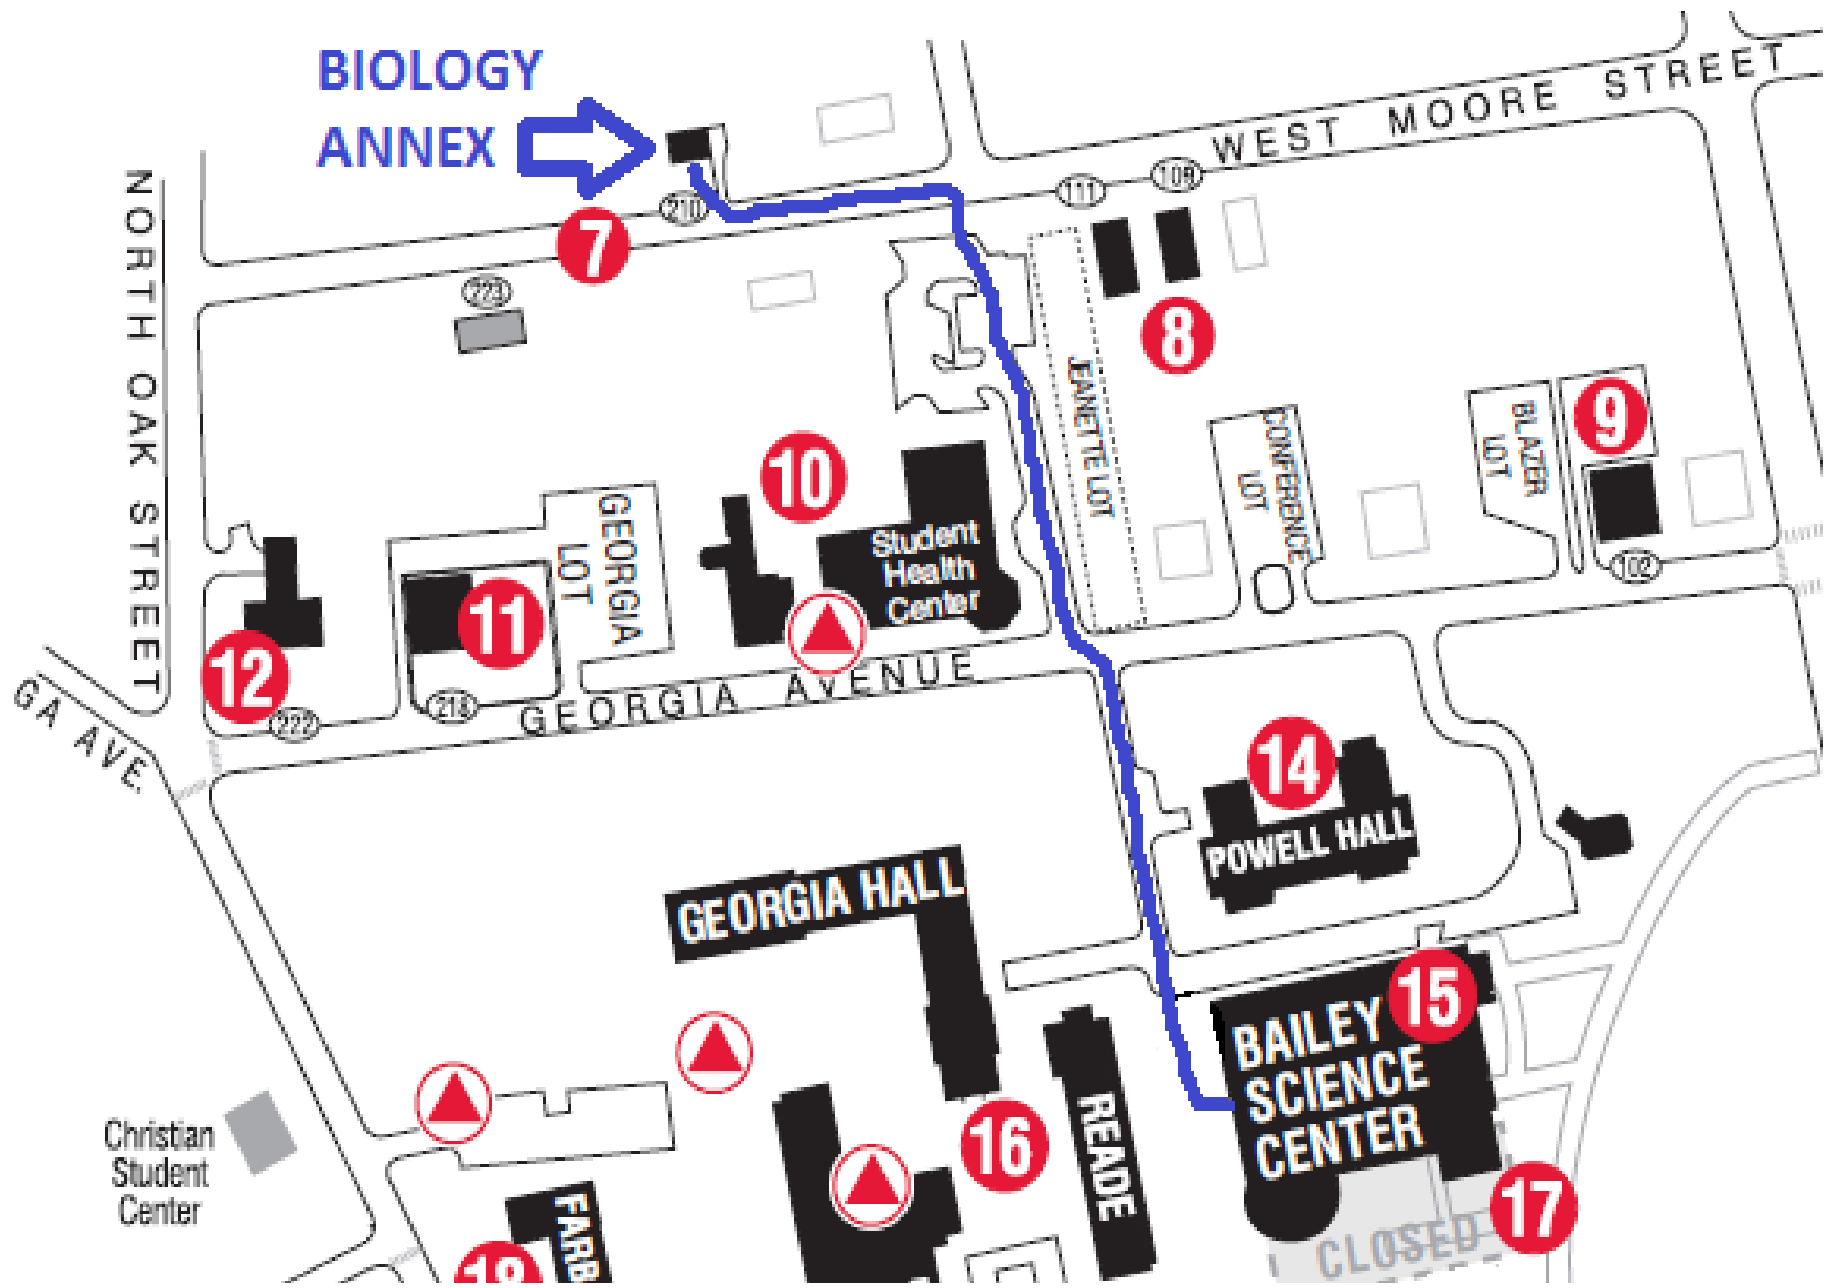 BIOLOGY
ANNEX
WEST MOORE STREET
NORTH OAK STREET
210
111
108
7
223
8
JEANETTE LOT
9
BLAZER
LOT
CONFERENCE
LOT
10
Student
Health
Center
GEORGIA
LOT
11
12
102
218
222
GEORGIA AVENUE
GA AVE.
14
POWELL HALL
GEORGIA HALL
15
BAILEY
SCIENCE
CENTER
16
READE
17
CLOSED
Christian
Student
Center
FARB